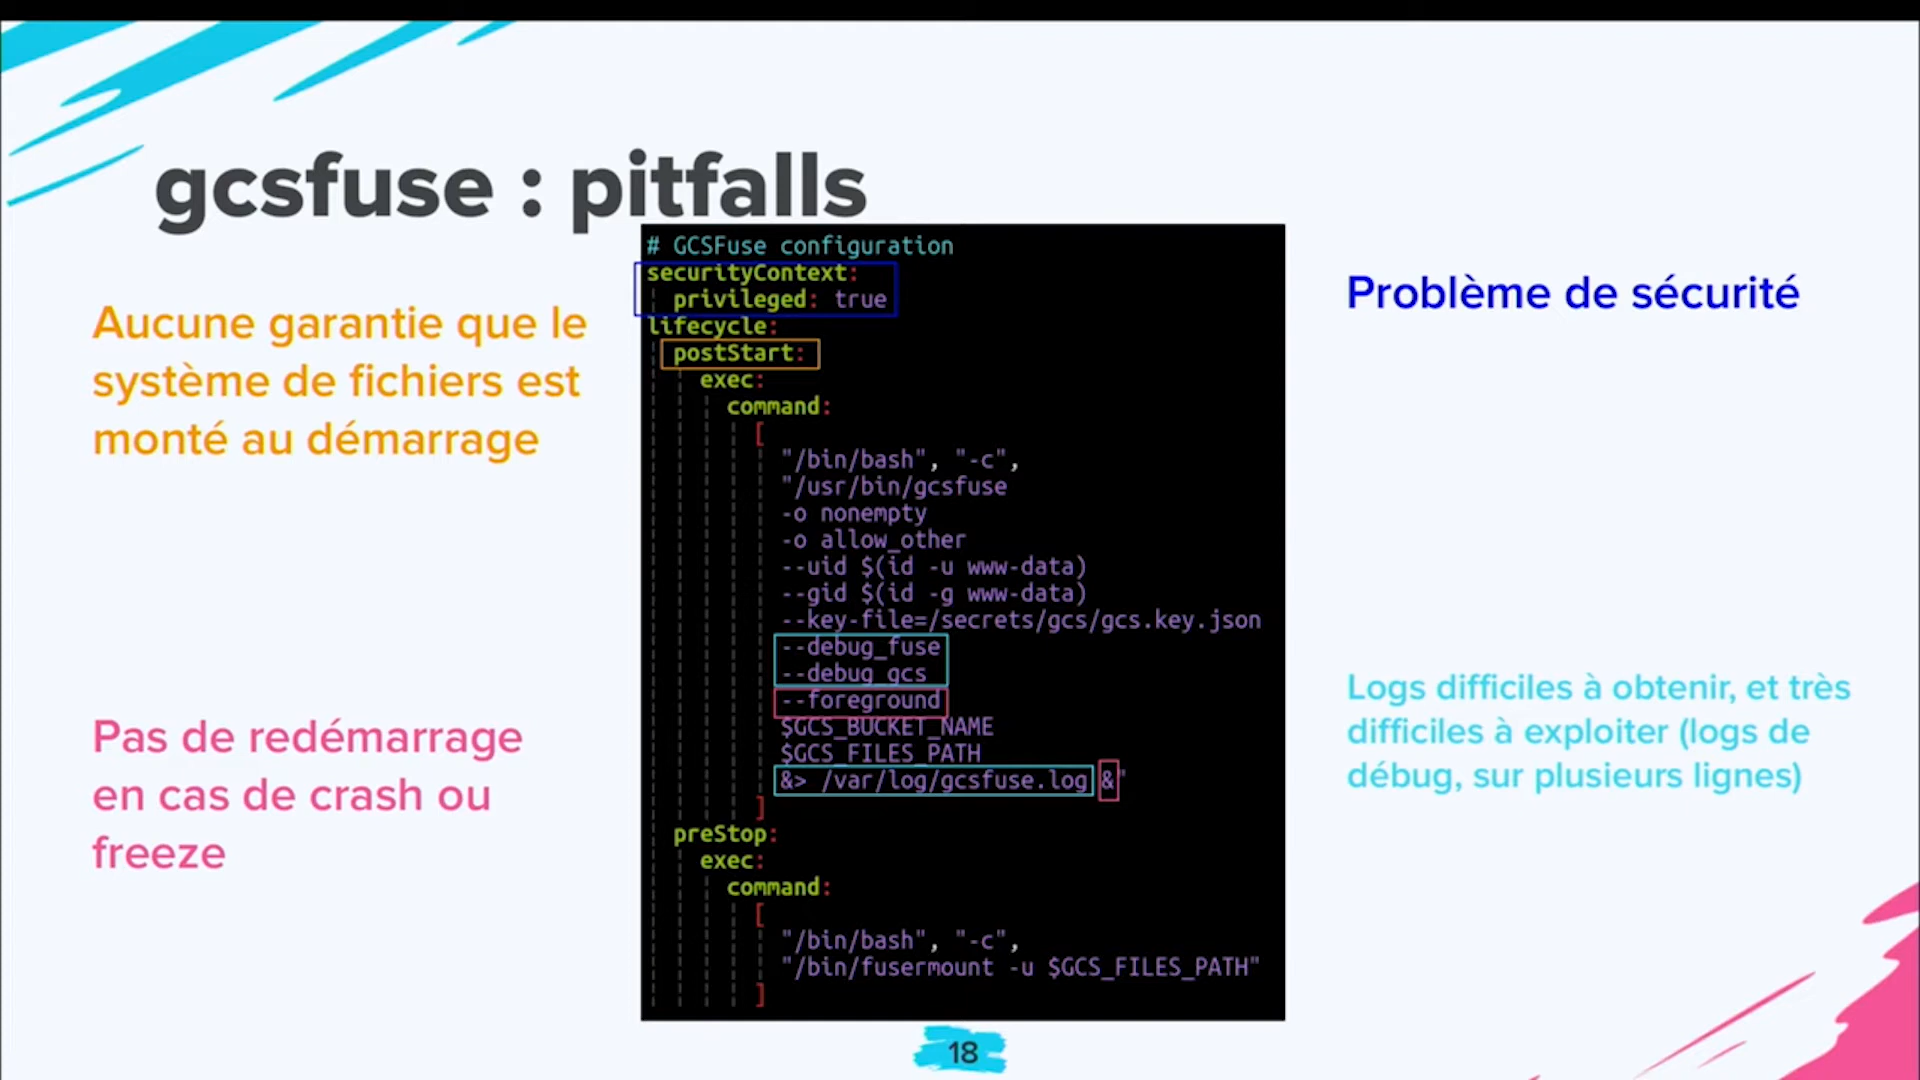 gcsfuse : pitfalls
Aucune garantie que le
système de fichiers est
monté au démarrage
Pas de redémarrage
en cas de crash ou
freeze
# GCSFuse configuration
securityContext:
privileged: true
lifecycle:
postStart:
exec:
command:
[
"/bin/bash", "-c",
"/usr/bin/gcsfuse
-o nonempty
-o allow_other
--uid $(id -u www-data)
--gid $(id -g www-data)
--key-file=/secrets/gcs/gcs.key.json
--debug_fuse
--debug_gcs
--foreground
$GCS_BUCKET_NAME
$GCS_FILES_PATH
&> /var/log/gcsfuse.log &"
]
preStop:
exec:
command:
[
"/bin/bash", "-c",
"/bin/fusermount -u $GCS_FILES_PATH"
]
Problème de sécurité
Logs difficiles à obtenir, et très
difficiles à exploiter (logs de
débug, sur plusieurs lignes)
18